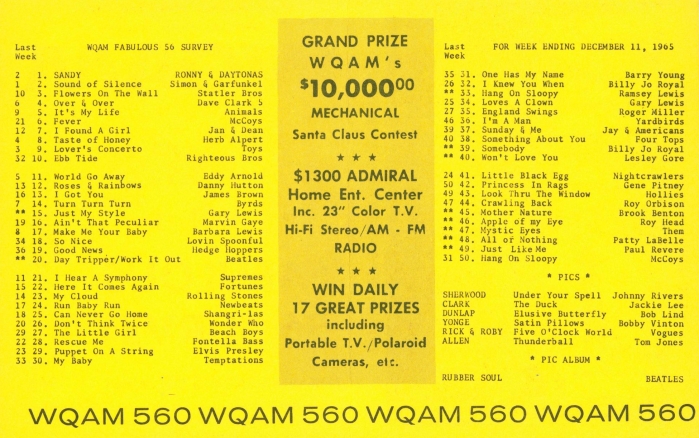 Last WQAM FABULOUS 56 SURVEY
Week
2 1. SANDY RONNY & DAYTONAS
1 2. Sound of Silence Simon & Garfunkel
10 3. Flowers On The Wall Statler Bros
6 4. Over & Over Dave Clark 5
9 5. It's My Life Animals
21 6. Fever McCoys
12 7. I Found A Girl Jan & Dean
4 8. Taste of Honey Herb Alpert
3 9. Lover's Concerto Toys
32 10. Ebb Tide Righteous Bros
5 11. World Go Away Eddy Arnold
13 12. Roses & Rainbows Danny Hutton
16 13. I Got You James Brown
7 14. Turn Turn Turn Byrds
** 15. Just My Style Gary Lewis
19 16. Ain't That Peculiar Marvin Gaye
8 17. Make Me Your Baby Barbara Lewis
34 18. So Nice Lovin Spoonful
36 19. Good News Hedge Hoppers
** 20. Day Tripper/Work It Out Beatles
11 21. I Hear A Symphony Supremes
15 22. Here It Comes Again Fortunes
14 23. My Cloud Rolling Stones
17 24. Run Baby Run Newbeats
18 25. Can Never Go Home Shangri-las
20 26. Don't Think Twice Wonder Who
29 27. The Little Girl Beach Boys
22 28. Rescue Me Fontella Bass
23 29. Puppet On A String Elvis Presley
33 30. My Baby Temptations
GRAND PRIZE
WQAM's
$10,000⁰⁰
MECHANICAL
Santa Claus Contest
★ ★ ★
$1300 ADMIRAL
Home Ent. Center
Inc. 23" Color T.V.
Hi-Fi Stereo/AM - FM
RADIO
★ ★ ★
WIN DAILY
17 GREAT PRIZES
including
Portable T.V./Polaroid
Cameras, etc.
Last FOR WEEK ENDING DECEMBER 11, 1965
Week
35 31. One Has My Name Barry Young
26 32. I Knew You When Billy Jo Royal
** 33. Hang On Sloopy Ramsey Lewis
25 34. Loves A Clown Gary Lewis
27 35. England Swings Roger Miller
46 36. I'm A Man Yardbirds
39 37. Sunday & Me Jay & Americans
40 38. Something About You Four Tops
** 39. Somebody Billy Jo Royal
** 40. Won't Love You Lesley Gore
24 41. Little Black Egg Nightcrawlers
50 42. Princess In Rags Gene Pitney
49 43. Look Thru The Window Hollies
47 44. Crawling Back Roy Orbison
** 45. Mother Nature Brook Benton
** 46. Apple of my Eye Roy Head
** 47. Mystic Eyes Them
** 48. All or Nothing Patty LaBelle
** 49. Just Like Me Paul Revere
31 50. Hang On Sloopy McCoys
* PICS *
SHERWOOD Under Your Spell Johnny Rivers
CLARK The Duck Jackie Lee
DUNLAP Elusive Butterfly Bob Lind
YONGE Satin Pillows Bobby Vinton
RICK & ROBY Five O'Clock World Vogues
ALLEN Thunderball Tom Jones
* PIC ALBUM *
RUBBER SOUL BEATLES
WQAM 560 WQAM 560 WQAM 560 WQAM 560